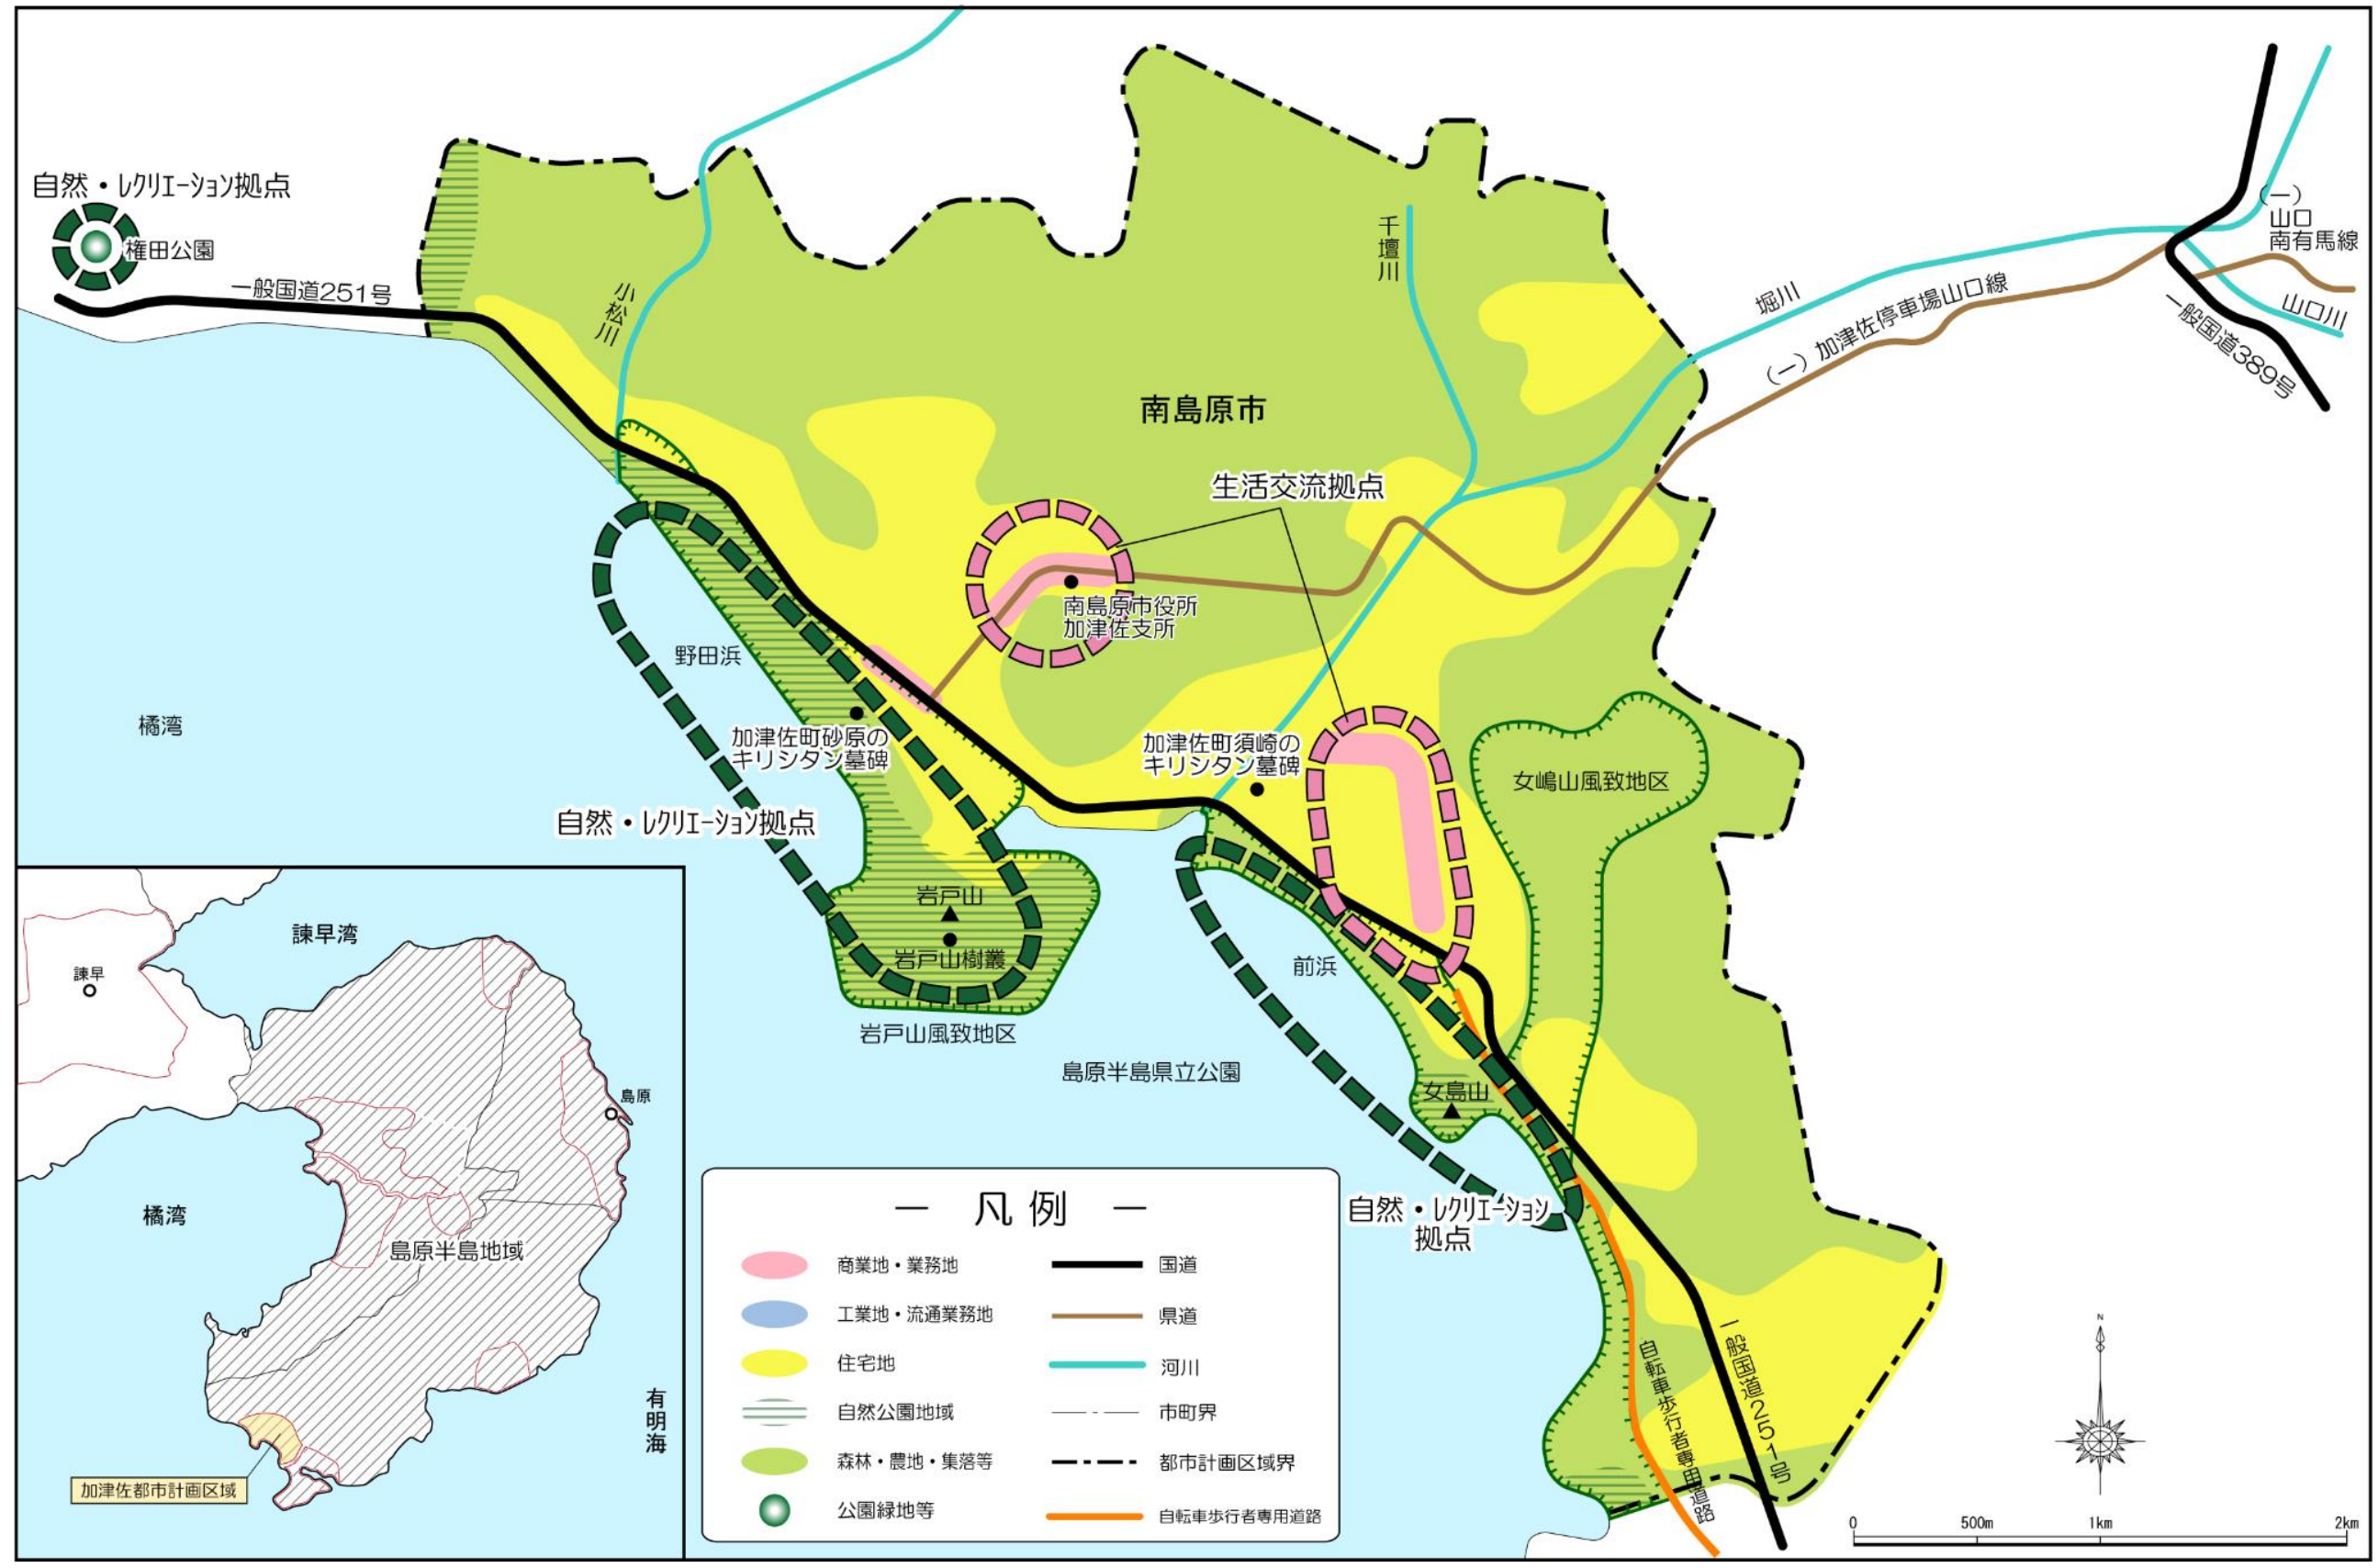 自然・ﾚｸﾘｴｰｼｮﾝ拠点
権田公園
一般国道251号
小松川
千壇川
堀川
(一)加津佐停車場山口線
(一)
山口
南有馬線
山口川
一般国道389号
南島原市
生活交流拠点
南島原市役所
加津佐支所
野田浜
橘湾
加津佐町砂原の
キリシタン墓碑
加津佐町須崎の
キリシタン墓碑
女嶋山風致地区
自然・ﾚｸﾘｴｰｼｮﾝ拠点
岩戸山
岩戸山樹叢
岩戸山風致地区
前浜
島原半島県立公園
女島山
自然・ﾚｸﾘｴｰｼｮﾝ
拠点
自転車歩行者専用道路
一般国道251号
諫早湾
諫早
島原
島原半島地域
橘湾
有明海
加津佐都市計画区域
― 凡例 ―
商業地・業務地
工業地・流通業務地
住宅地
自然公園地域
森林・農地・集落等
公園緑地等
国道
県道
河川
市町界
都市計画区域界
自転車歩行者専用道路
N
0 500m 1km 2km